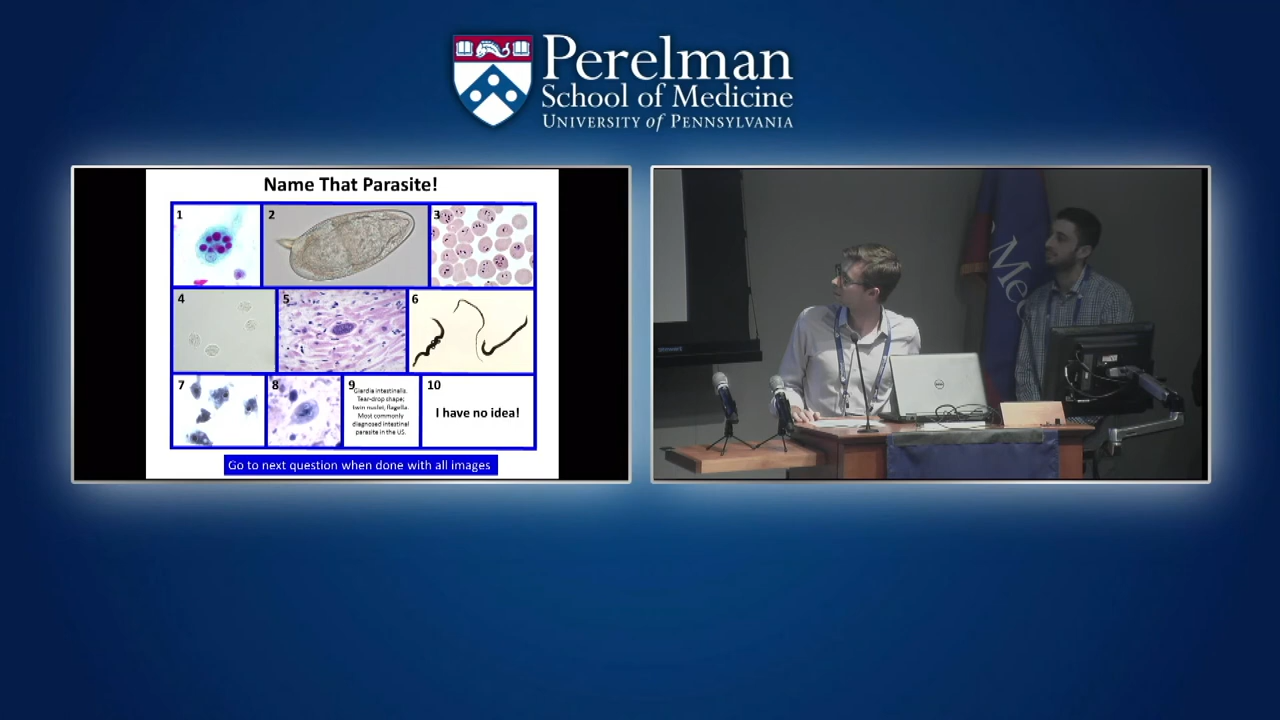 Perelman
School of Medicine
UNIVERSITY of PENNSYLVANIA
Name That Parasite!
1
2
3
4
5
6
7
8
9
Giardia intestinalis.
Tear-drop shape;
twin nuclei, flagella.
Most commonly
diagnosed intestinal
parasite in the US.
10
I have no idea!
Go to next question when done with all images
Med
DELL